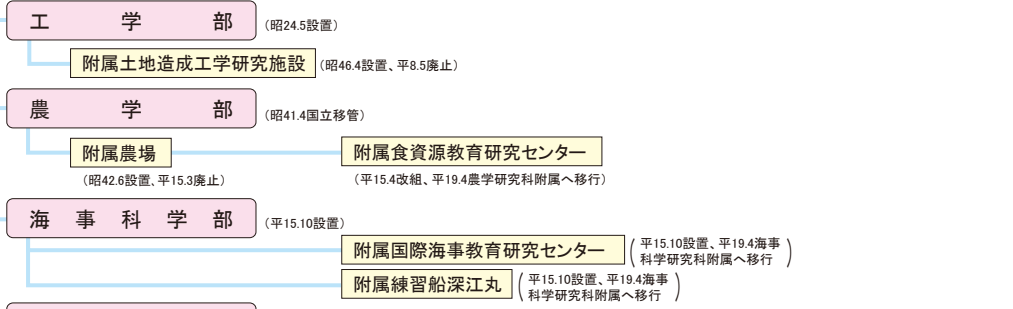 工学部 (昭24.5設置)
附属土地造成工学研究施設 (昭46.4設置、平8.5廃止)
農学部 (昭41.4国立移管)
附属農場 附属食資源教育研究センター
(昭42.6設置、平15.3廃止) (平15.4改組、平19.4農学研究科附属へ移行)
海事科学部 (平15.10設置)
附属国際海事教育研究センター (平15.10設置、平19.4海事
科学研究科附属へ移行)
附属練習船深江丸 (平15.10設置、平19.4海事
科学研究科附属へ移行)